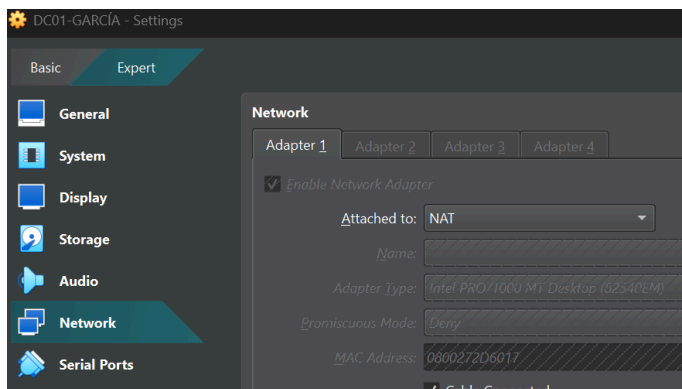 DC01-GARCÍA - Settings
Basic Expert
General
System
Display
Storage
Audio
Network
Serial Ports
Network
Adapter 1 Adapter 2 Adapter 3 Adapter 4
Enable Network Adapter
Attached to: NAT
Name:
Adapter Type: Intel PRO/1000 MT Desktop (82540EM)
Promiscuous Mode: Deny
MAC Address: 0800272D6017